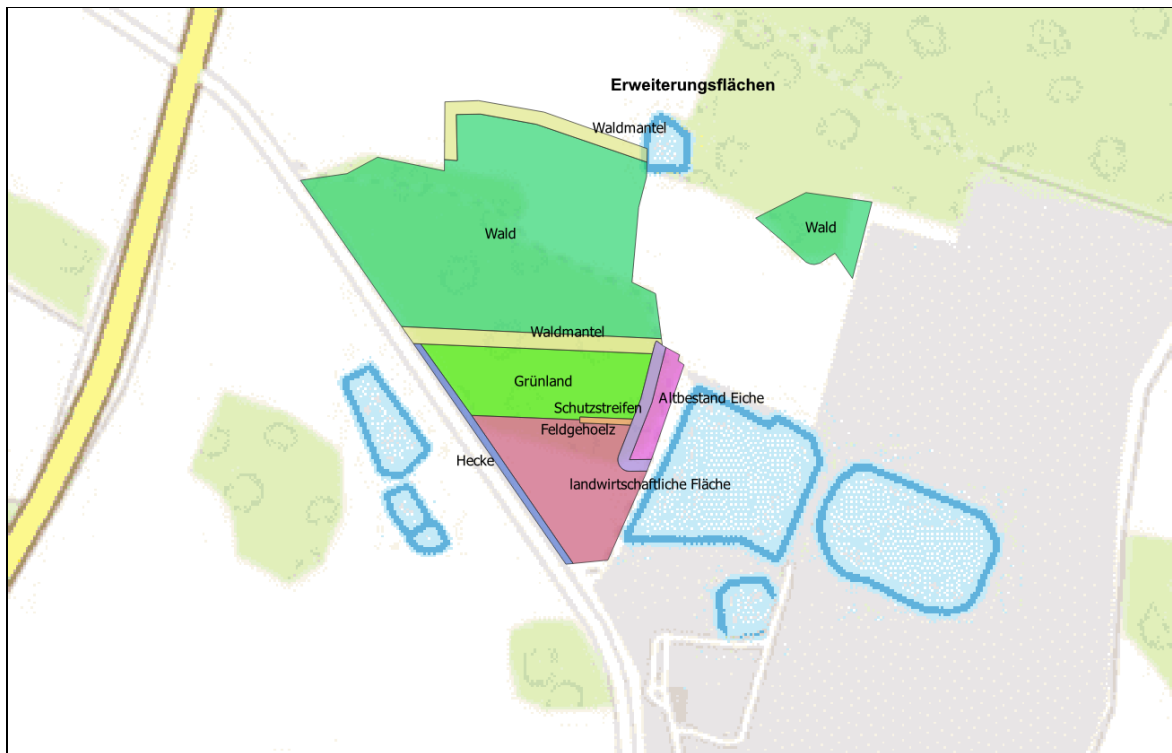 Erweiterungsflächen
Waldmantel
Wald
Wald
Waldmantel
Grünland
Altbestand Eiche
Schutzstreifen
Feldgehoelz
Hecke
landwirtschaftliche Fläche